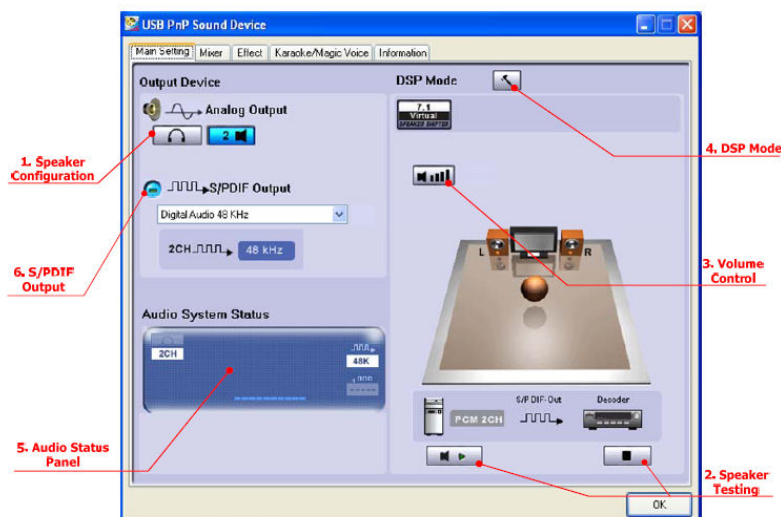 USB PnP Sound Device
Main Setting Mixer Effect Karaoke/Magic Voice Information
Output Device
Analog Output
2
1. Speaker
Configuration
S/PDIF Output
Digital Audio 48 KHz
2CH
48 kHz
6. S/PDIF
Output
Audio System Status
2CH
48K
5. Audio Status
Panel
DSP Mode
7.1
Virtual
SPEAKER SHIFTER
4. DSP Mode
L
R
3. Volume
Control
S/PDIF-Out
Decoder
PCM 2CH
2. Speaker
Testing
OK